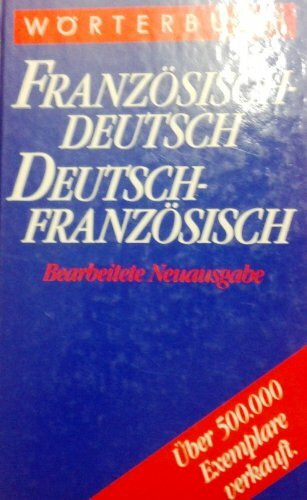 WÖRTERBUCH
FRANZÖSISCH-
DEUTSCH
DEUTSCH-
FRANZÖSISCH
Bearbeitete Neuausgabe
Über 500.000
Exemplare
verkauft.